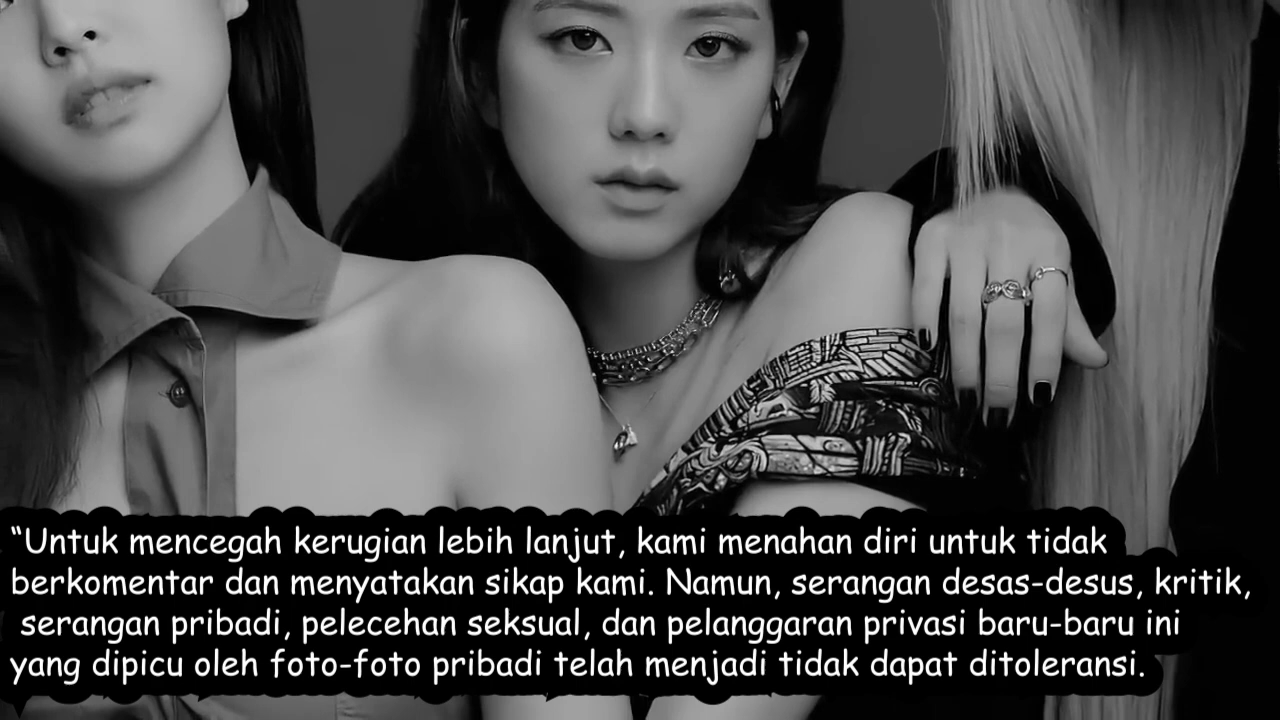 “Untuk mencegah kerugian lebih lanjut, kami menahan diri untuk tidak
berkomentar dan menyatakan sikap kami. Namun, serangan desas-desus, kritik,
serangan pribadi, pelecehan seksual, dan pelanggaran privasi baru-baru ini
yang dipicu oleh foto-foto pribadi telah menjadi tidak dapat ditoleransi.